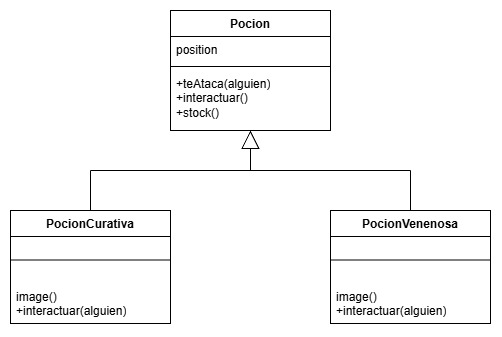 Pocion
position
+teAtaca(alguien)
+interactuar()
+stock()
PocionCurativa
image()
+interactuar(alguien)
PocionVenenosa
image()
+interactuar(alguien)